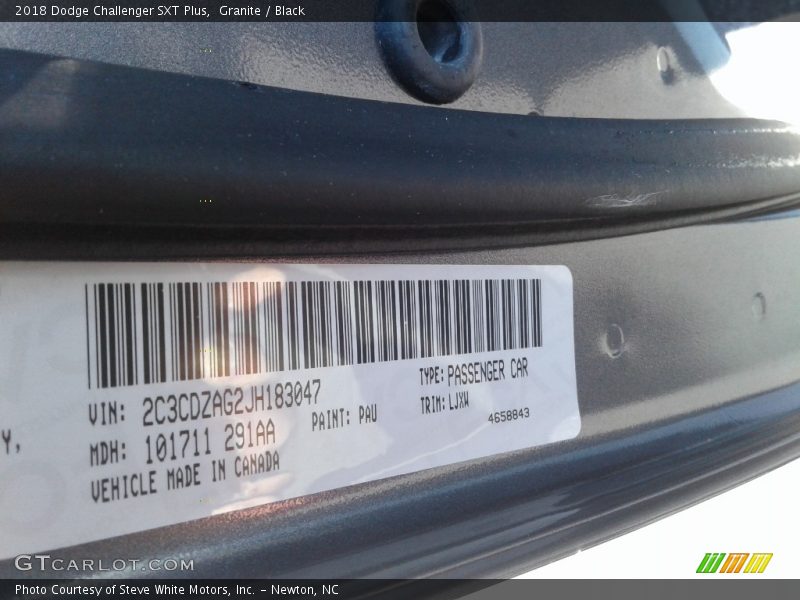 2018 Dodge Challenger SXT Plus,  Granite / Black
VIN: 2C3CDZAG2JH183047
TYPE: PASSENGER CAR
MDH: 101711 291AA
PAINT: PAU
TRIM: LJXW
4658843
Y,
VEHICLE MADE IN CANADA
GTCARLOT.COM
Photo Courtesy of Steve White Motors, Inc. – Newton, NC